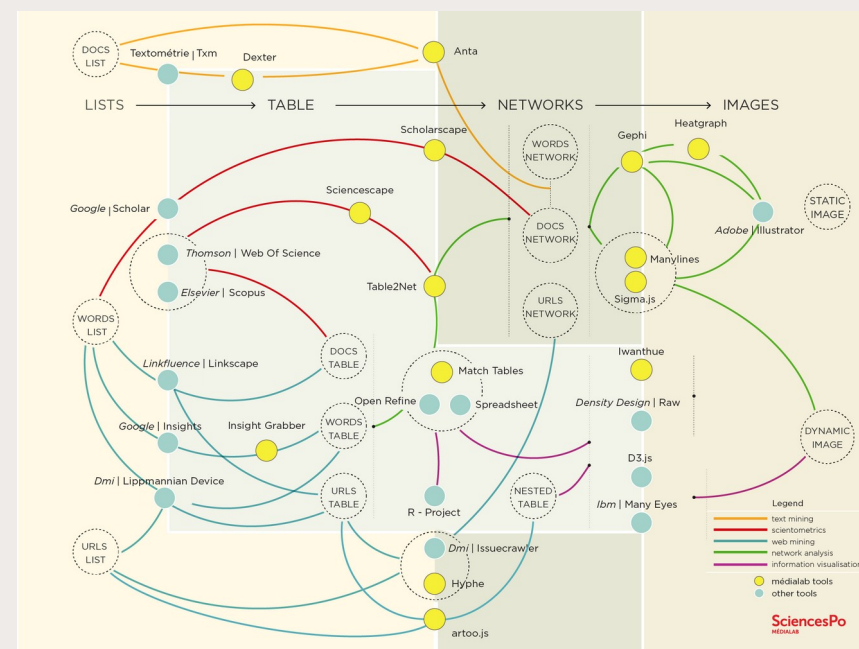 DOCS
LIST
Textométrie | Txm
Dexter
Anta
LISTS
TABLE
NETWORKS
IMAGES
Scholarscape
WORDS
NETWORK
Gephi
Heatgraph
Google | Scholar
Sciencescape
DOCS
NETWORK
STATIC
IMAGE
Adobe | Illustrator
Thomson | Web Of Science
Elsevier | Scopus
Table2Net
Manylines
Sigma.js
WORDS
LIST
URLS
NETWORK
DOCS
TABLE
Linkfluence | Linkscape
Match Tables
Iwanthue
Open Refine
Spreadsheet
Density Design | Raw
Google | Insights
Insight Grabber
WORDS
TABLE
DYNAMIC
IMAGE
D3.js
Dmi | Lippmannian Device
URLS
TABLE
R - Project
NESTED
TABLE
Ibm | Many Eyes
URLS
LIST
Dmi | Issuecrawler
Hyphe
artoo.js
Legend
text mining
scientometrics
web mining
network analysis
information visualisation
médialab tools
other tools
SciencesPo
MÉDIALAB